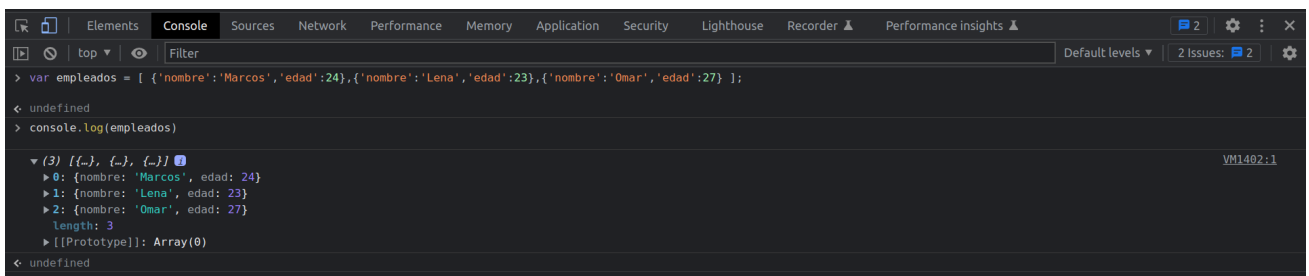 Elements Console Sources Network Performance Memory Application Security Lighthouse Recorder Performance insights 2
top ▼ Filter Default levels ▼ 2 Issues: 2
> var empleados = [ {'nombre':'Marcos','edad':24},{'nombre':'Lena','edad':23},{'nombre':'Omar','edad':27} ];
undefined
> console.log(empleados)
▼ (3) [{…}, {…}, {…}] i VM1402:1
▶ 0: {nombre: 'Marcos', edad: 24}
▶ 1: {nombre: 'Lena', edad: 23}
▶ 2: {nombre: 'Omar', edad: 27}
length: 3
▶ [[Prototype]]: Array(0)
undefined